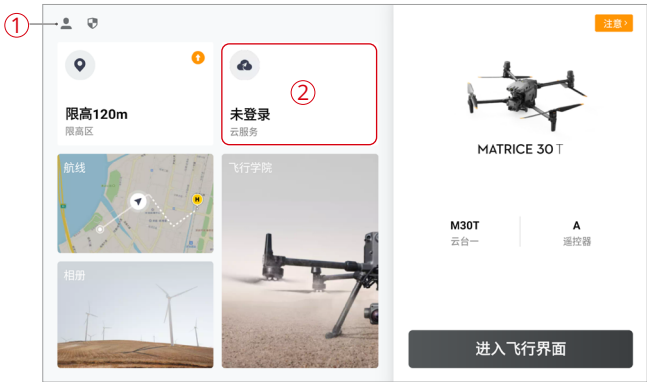 ①
限高120m
限高区
未登录
云服务
②
航线
H
飞行学院
相册
注意>
MATRICE 30 T
M30T
云台一
A
遥控器
进入飞行界面